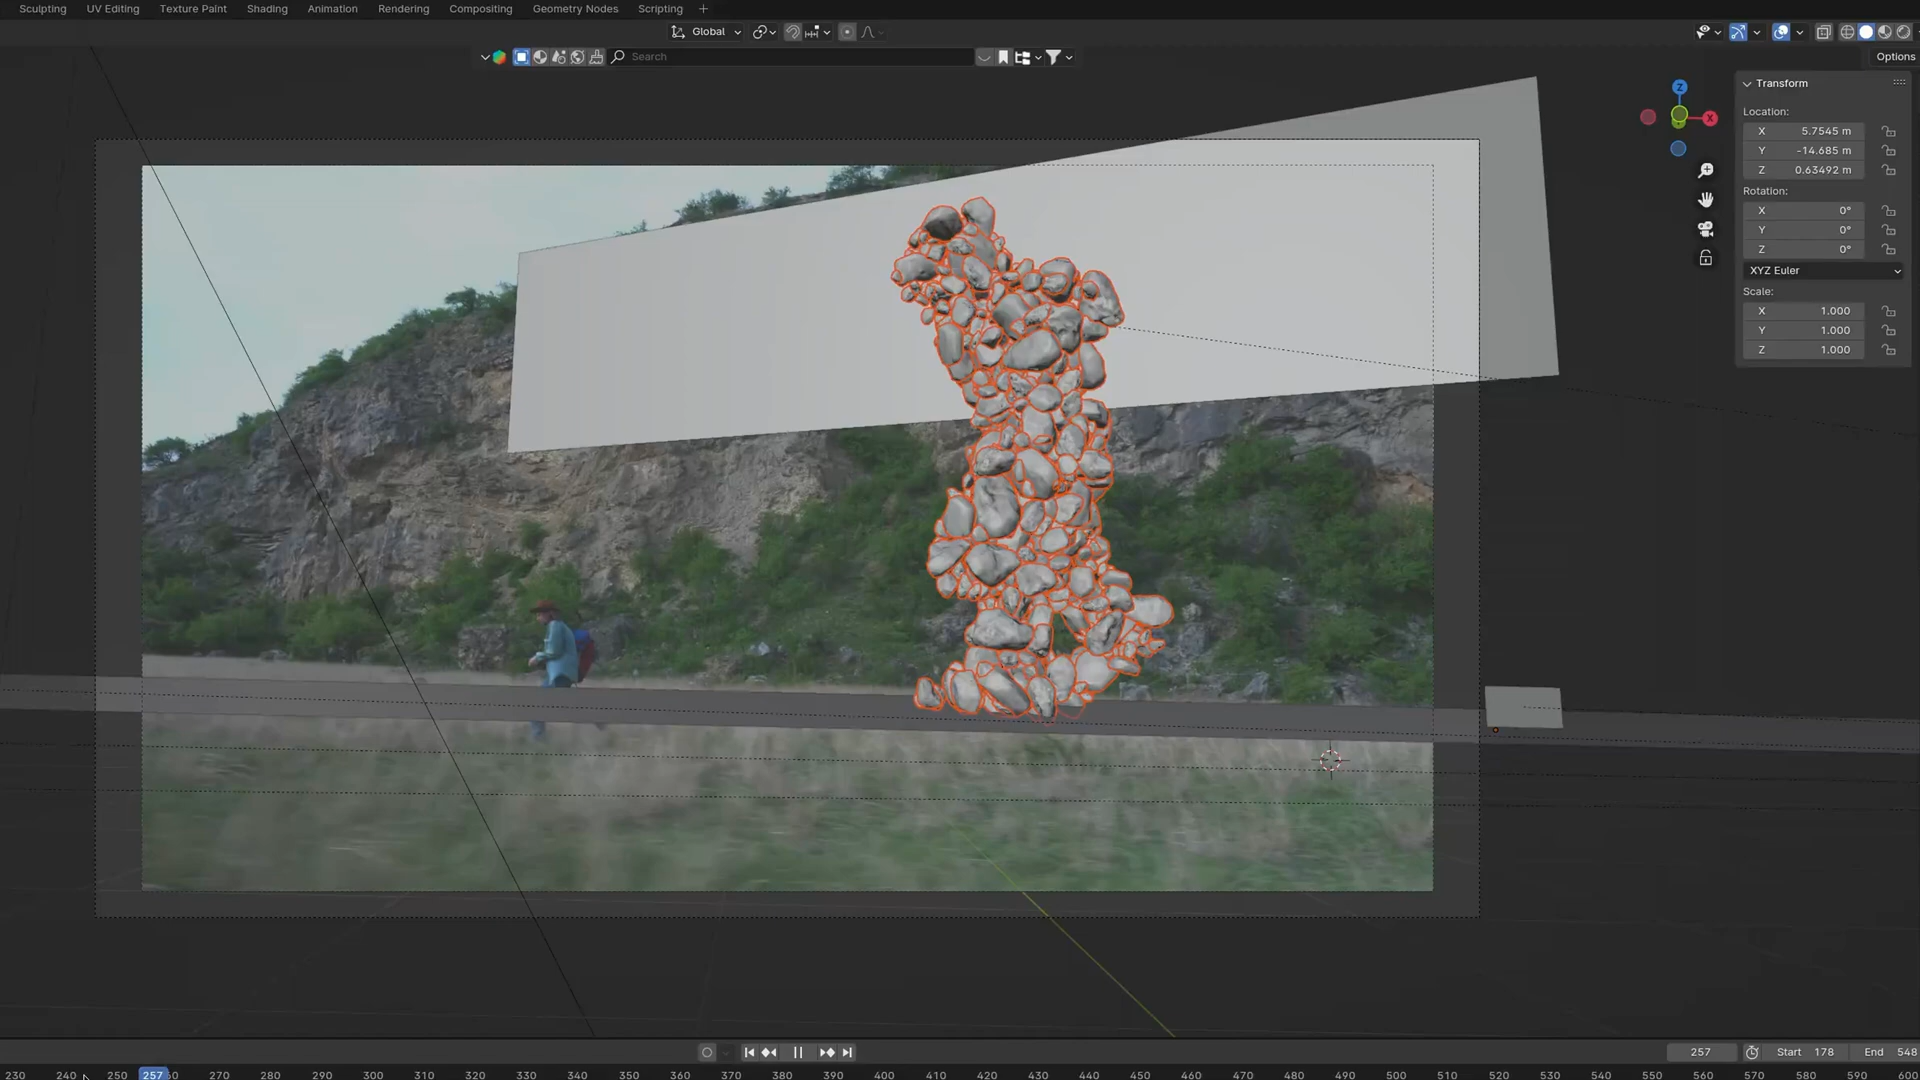 Sculpting UV Editing Texture Paint Shading Animation Rendering Compositing Geometry Nodes Scripting +
Global
Search
Options
Transform
Location:
X 5.7545 m
Y -14.685 m
Z 0.63492 m
Rotation:
X 0°
Y 0°
Z 0°
XYZ Euler
Scale:
X 1.000
Y 1.000
Z 1.000
Z
X
257 Start 178 End 548
230 240 250 257 270 280 290 300 310 320 330 340 350 360 370 380 390 400 410 420 430 440 450 460 470 480 490 500 510 520 530 540 550 560 570 580 590 600